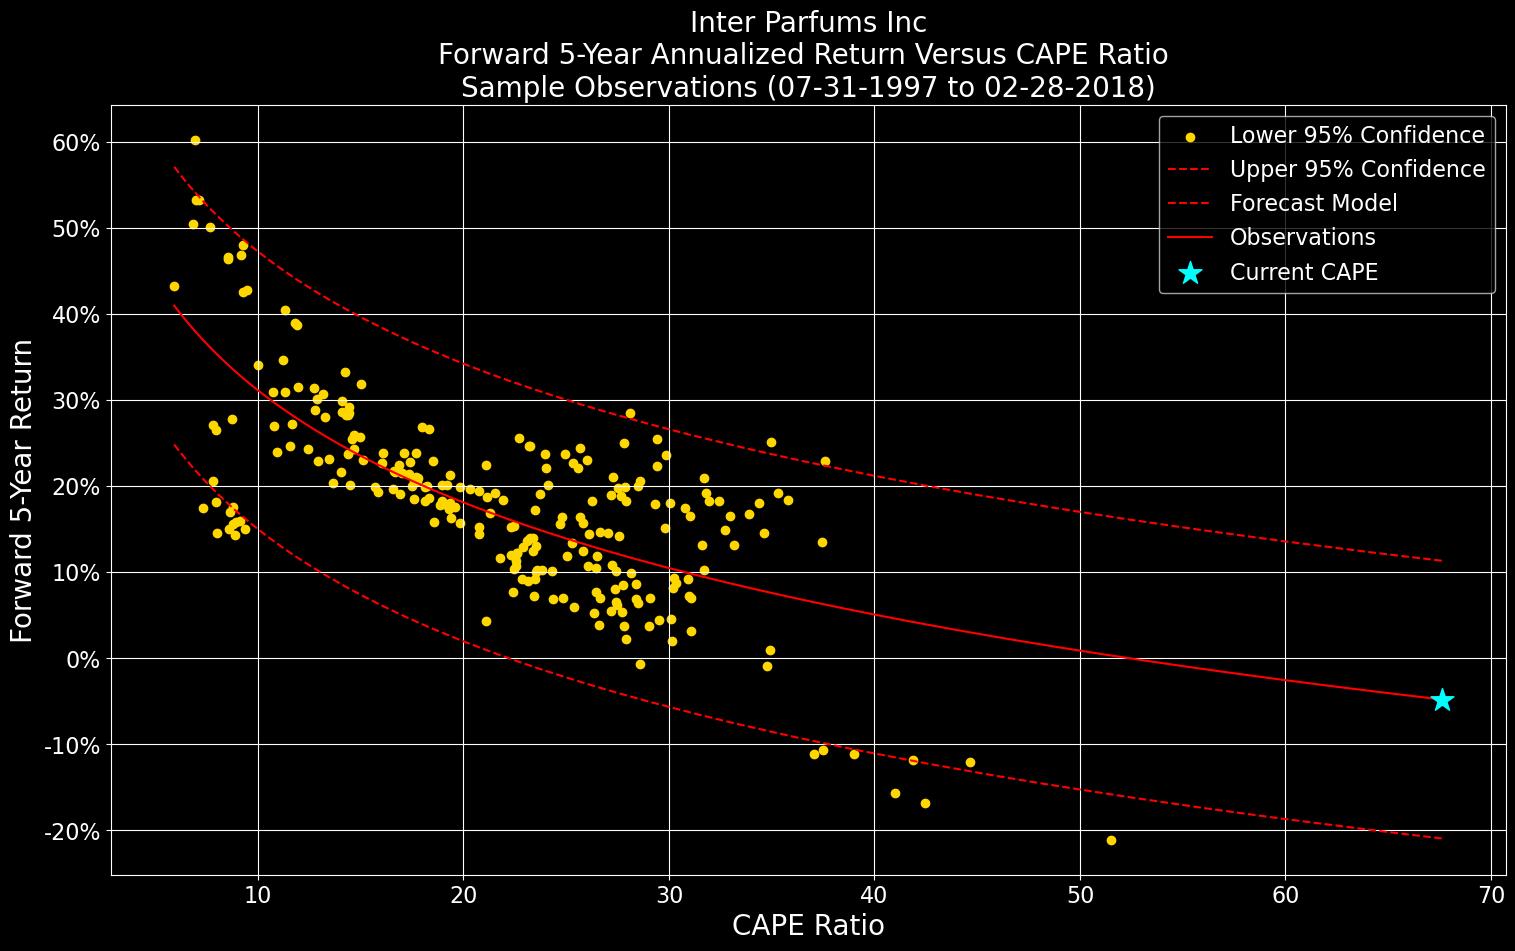 Inter Parfums Inc
Forward 5-Year Annualized Return Versus CAPE Ratio
Sample Observations (07-31-1997 to 02-28-2018)
Lower 95% Confidence
Upper 95% Confidence
Forecast Model
Observations
Current CAPE
Forward 5-Year Return
60%
50%
40%
30%
20%
10%
0%
-10%
-20%
10 20 30 40 50 60 70
CAPE Ratio